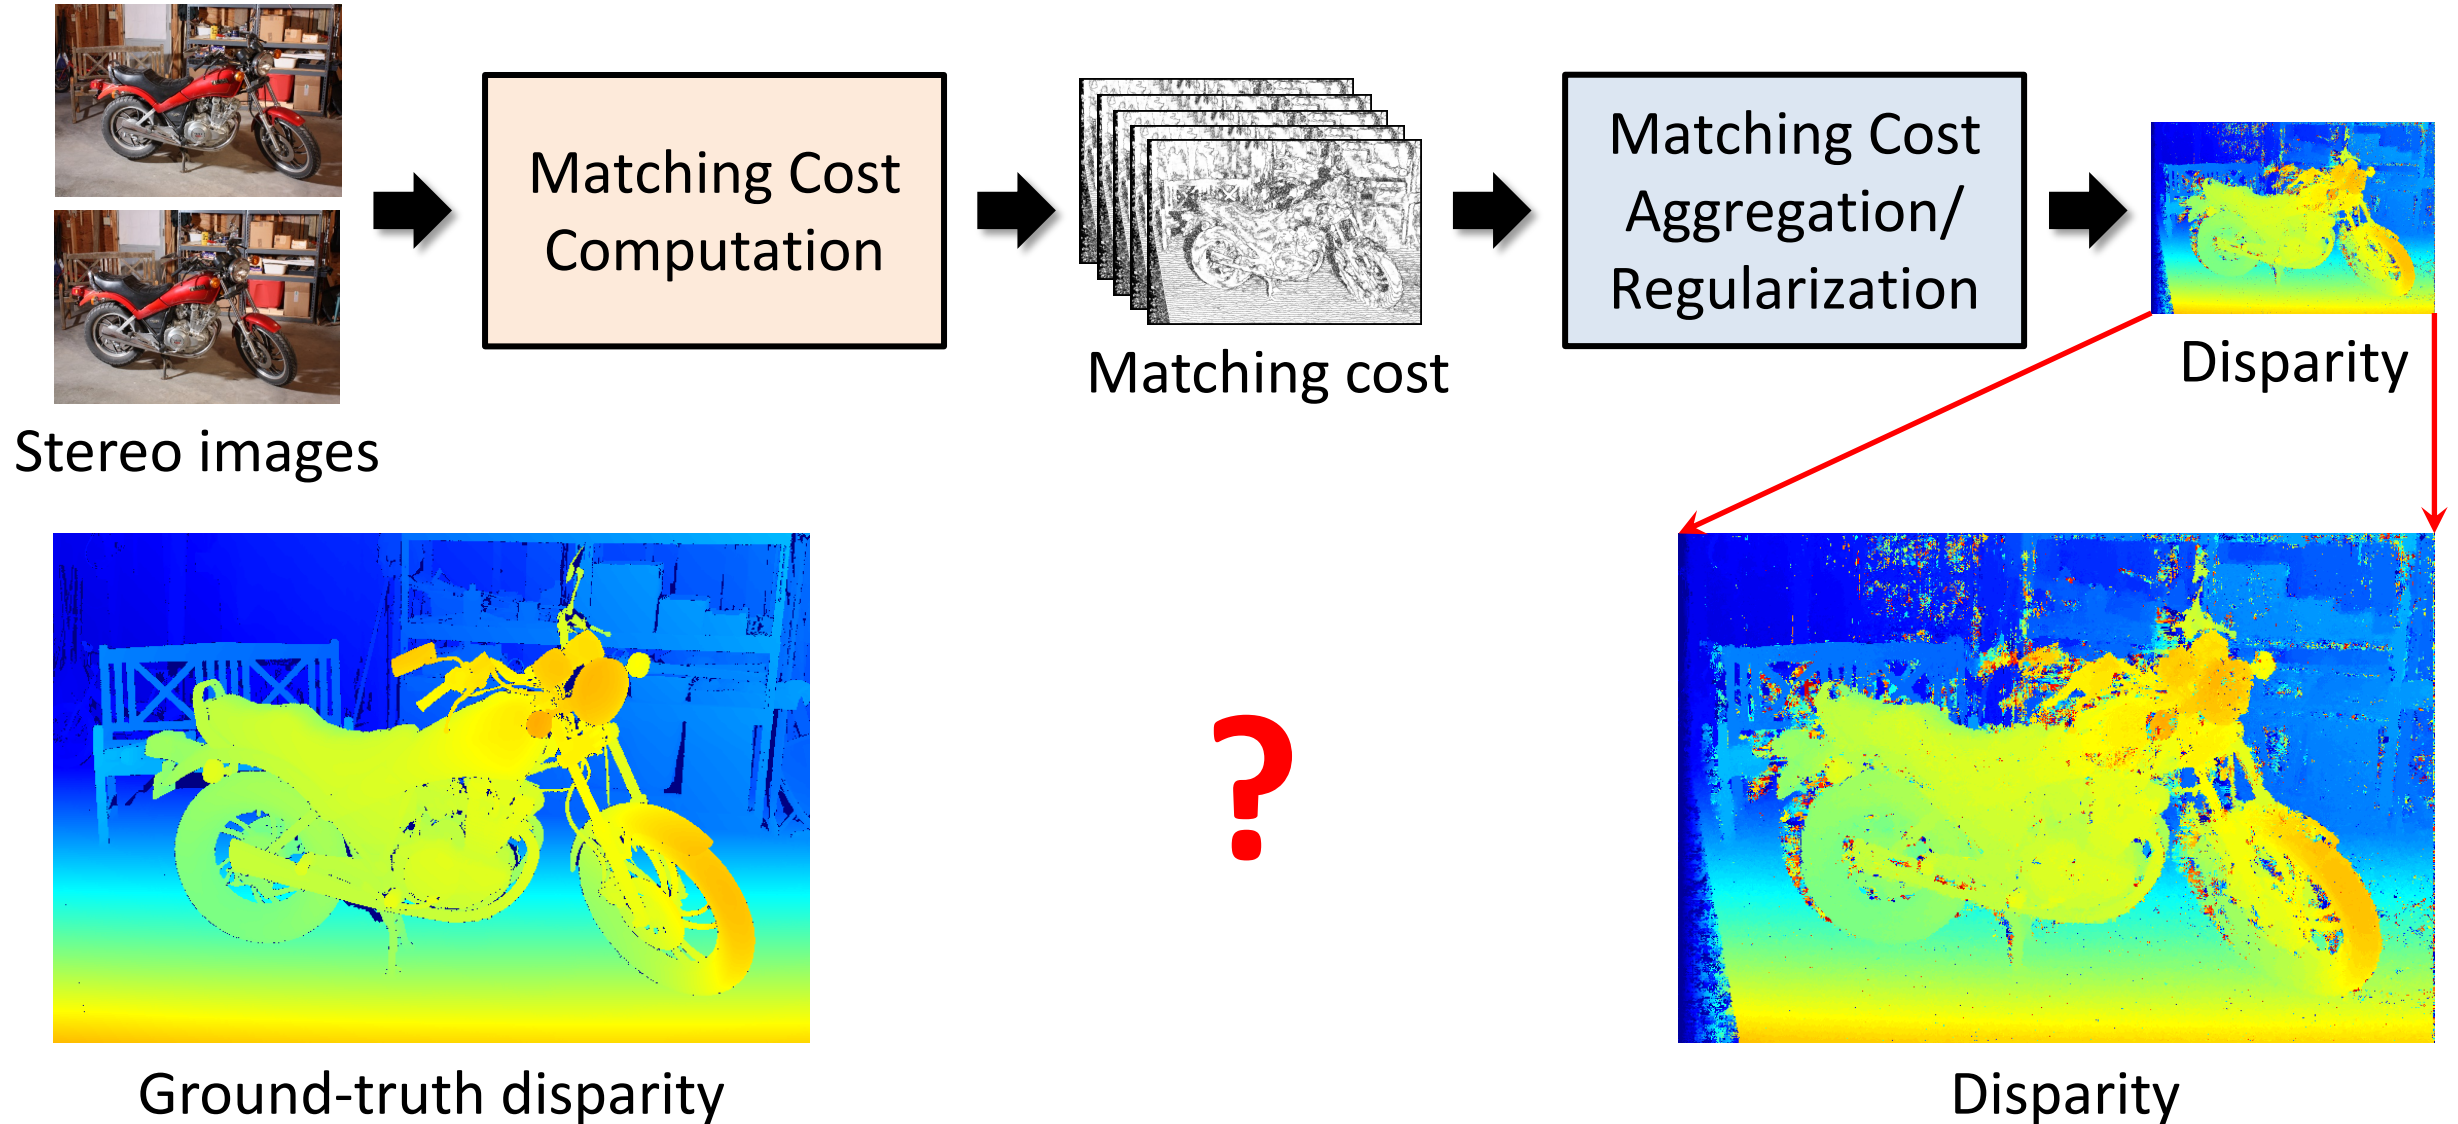 Matching Cost
Computation
Matching Cost
Aggregation/
Regularization
Matching cost
Disparity
Stereo images
?
Ground-truth disparity
Disparity